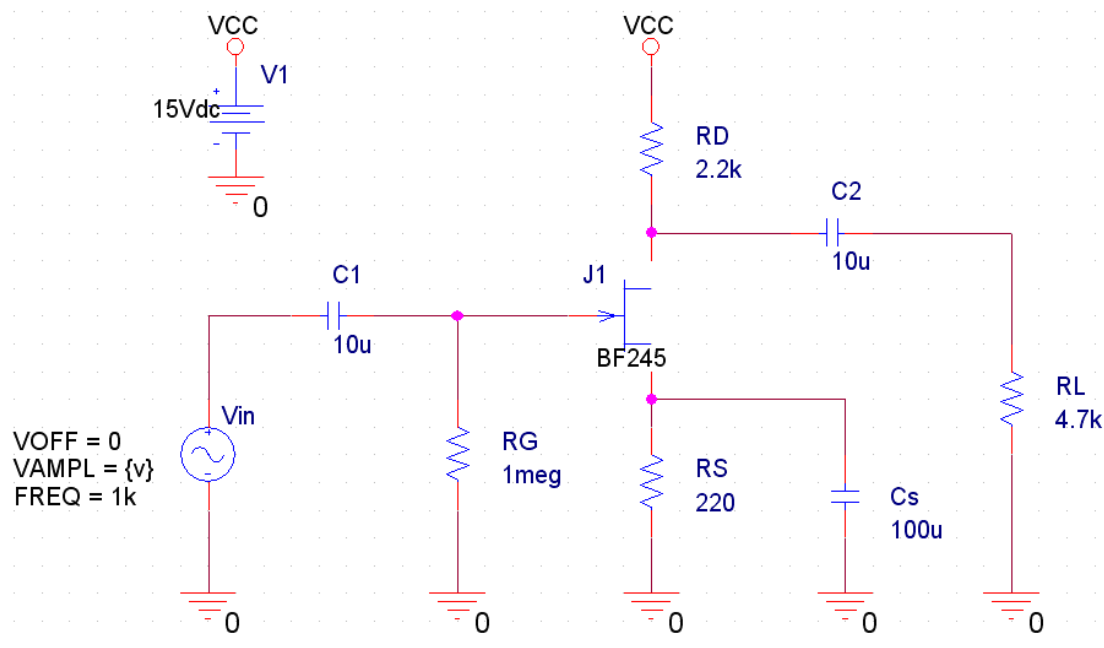 VCC
V1
15Vdc
+
-
0
VCC
RD
2.2k
C2
10u
C1
10u
J1
BF245
Vin
+
-
VOFF = 0
VAMPL = {v}
FREQ = 1k
RG
1meg
RS
220
Cs
100u
RL
4.7k
0
0
0
0
0